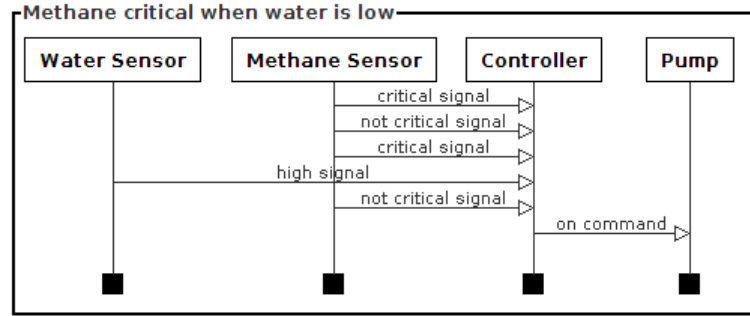 Methane critical when water is low
Water Sensor
Methane Sensor
Controller
Pump
critical signal
not critical signal
critical signal
high signal
not critical signal
on command